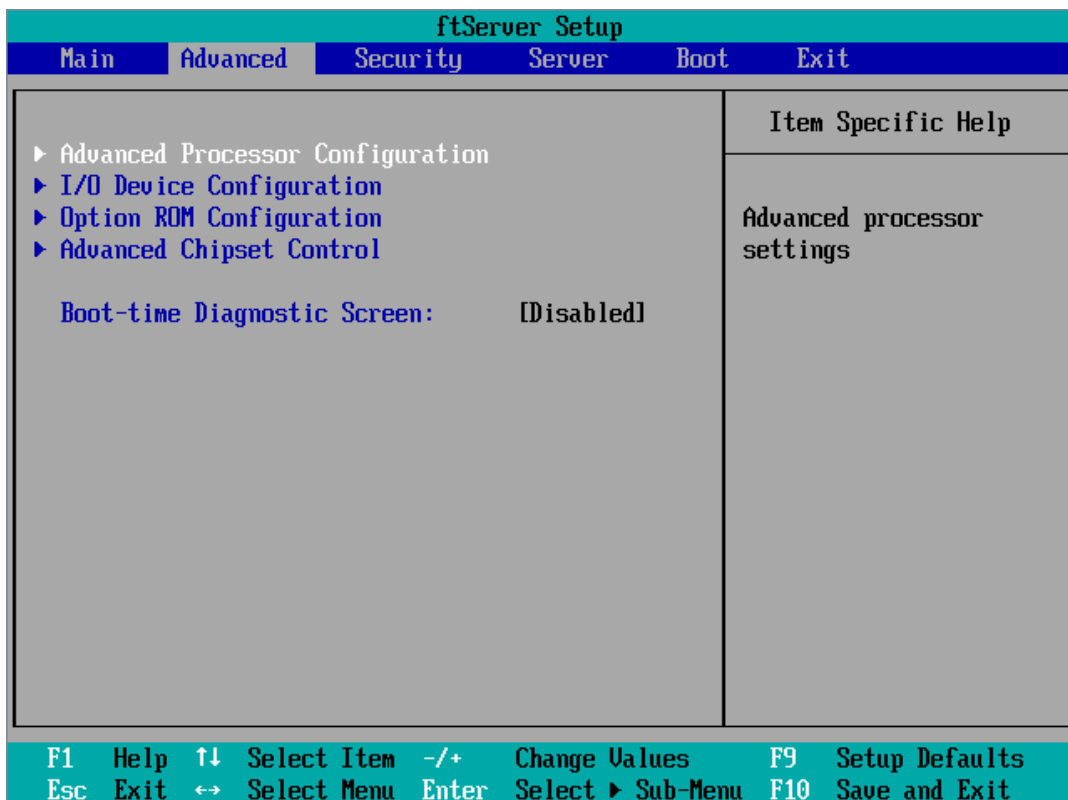 ftServer Setup
Main Advanced Security Server Boot Exit
▶ Advanced Processor Configuration
▶ I/O Device Configuration
▶ Option ROM Configuration
▶ Advanced Chipset Control
Boot-time Diagnostic Screen: [Disabled]
Item Specific Help
Advanced processor
settings
F1 Help ↑↓ Select Item -/+ Change Values F9 Setup Defaults
Esc Exit ↔ Select Menu Enter Select ▶ Sub-Menu F10 Save and Exit